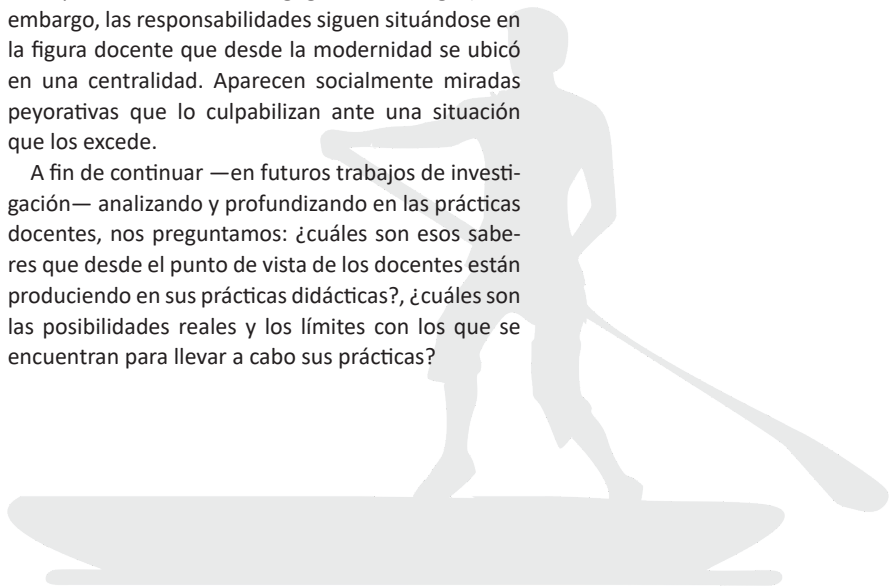 embargo, las responsabilidades siguen situándose en
la figura docente que desde la modernidad se ubicó
en una centralidad. Aparecen socialmente miradas
peyorativas que lo culpabilizan ante una situación
que los excede.
A fin de continuar —en futuros trabajos de investi-
gación— analizando y profundizando en las prácticas
docentes, nos preguntamos: ¿cuáles son esos sabe-
res que desde el punto de vista de los docentes están
produciendo en sus prácticas didácticas?, ¿cuáles son
las posibilidades reales y los límites con los que se
encuentran para llevar a cabo sus prácticas?